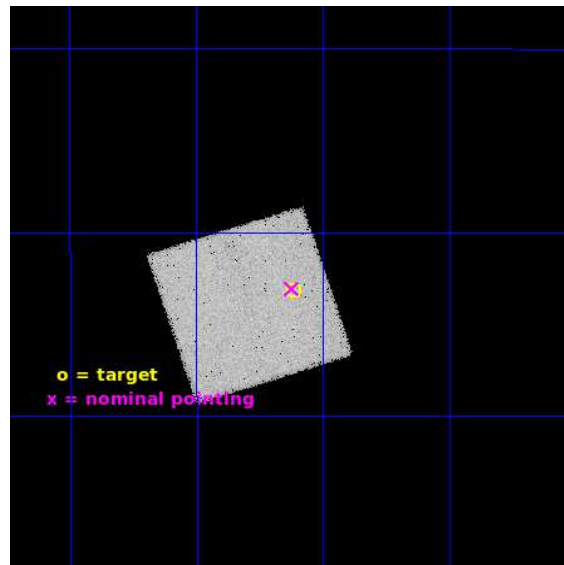 o = target
x = nominal pointing